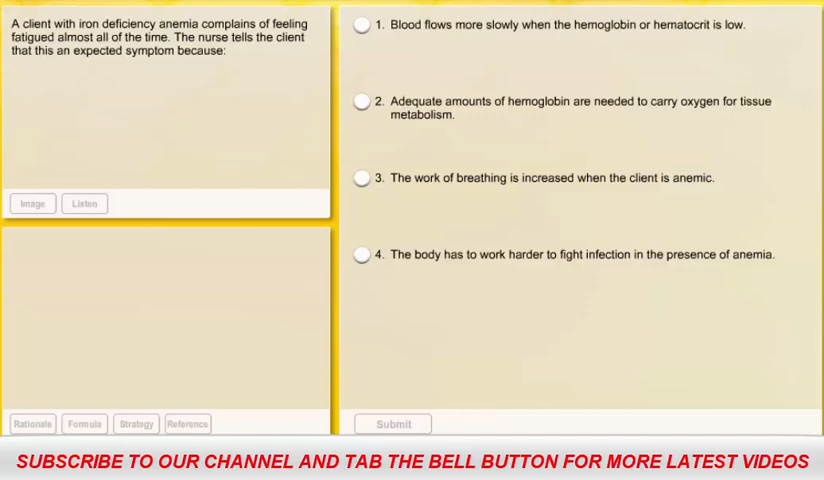 A client with iron deficiency anemia complains of feeling
fatigued almost all of the time. The nurse tells the client
that this an expected symptom because:
Image
Listen
1. Blood flows more slowly when the hemoglobin or hematocrit is low.
2. Adequate amounts of hemoglobin are needed to carry oxygen for tissue
metabolism.
3. The work of breathing is increased when the client is anemic.
4. The body has to work harder to fight infection in the presence of anemia.
Rationale
Formula
Strategy
Reference
Submit
SUBSCRIBE TO OUR CHANNEL AND TAB THE BELL BUTTON FOR MORE LATEST VIDEOS